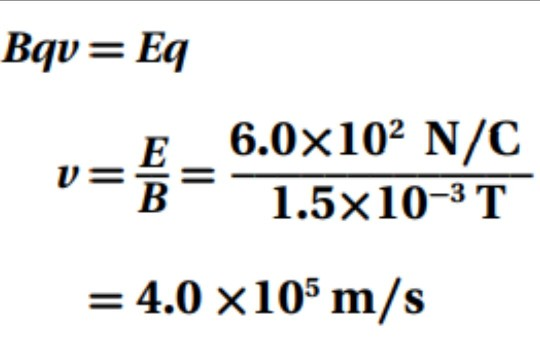 Bqv = Eq
v = E/B = 6.0×10² N/C / 1.5×10⁻³ T
= 4.0 ×10⁵ m/s